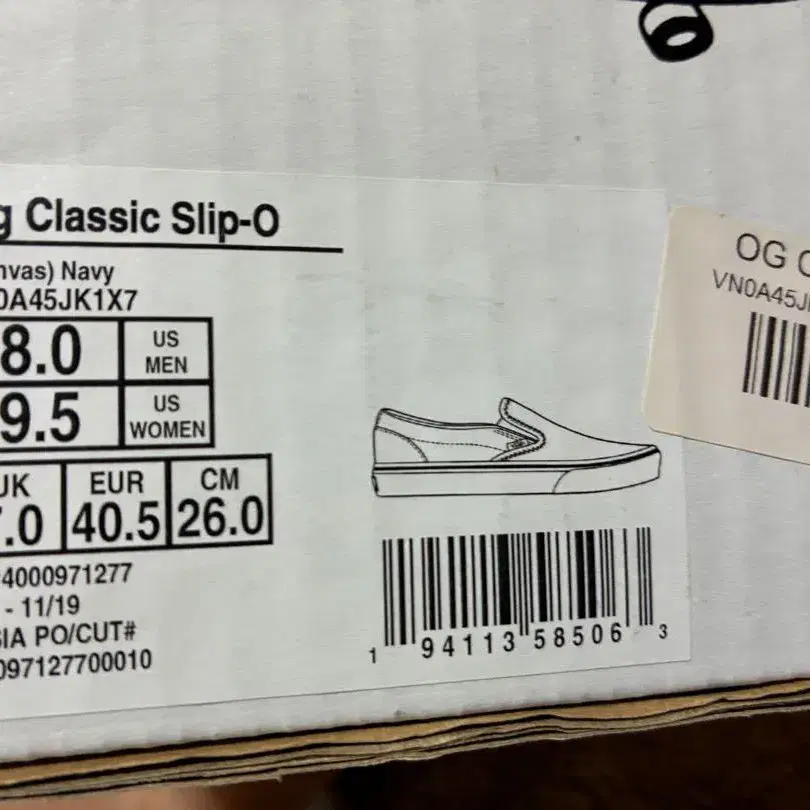 g Classic Slip-O
nvas) Navy
0A45JK1X7
8.0 US MEN
9.5 US WOMEN
UK EUR CM
7.0 40.5 26.0
4000971277
- 11/19
SIA PO/CUT#
097127700010
1 94113 58506 3
OG C
VN0A45J